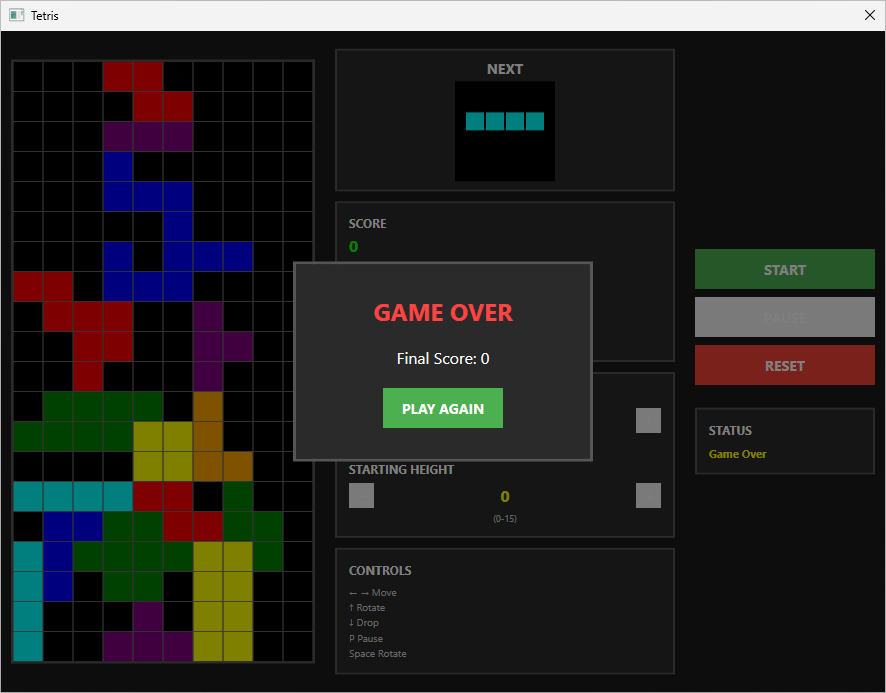 Tetris
NEXT
SCORE
0
GAME OVER
Final Score: 0
PLAY AGAIN
STARTING HEIGHT
0
(0-15)
CONTROLS
← → Move
↑ Rotate
↓ Drop
P Pause
Space Rotate
START
PAUSE
RESET
STATUS
Game Over